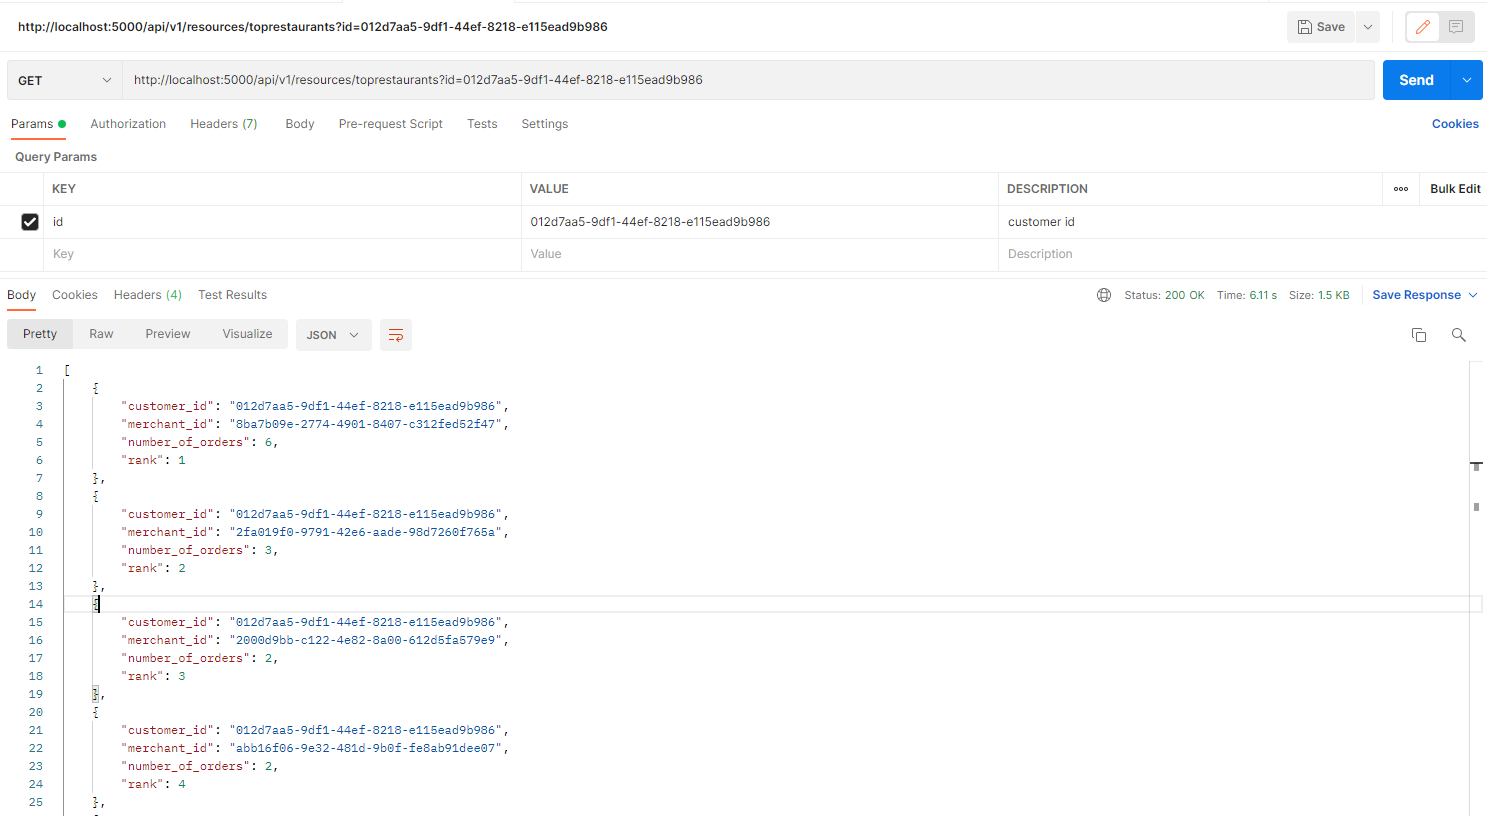 http://localhost:5000/api/v1/resources/toprestaurants?id=012d7aa5-9df1-44ef-8218-e115ead9b986 Save
GET http://localhost:5000/api/v1/resources/toprestaurants?id=012d7aa5-9df1-44ef-8218-e115ead9b986 Send
Params Authorization Headers (7) Body Pre-request Script Tests Settings Cookies
Query Params
KEY VALUE DESCRIPTION ooo Bulk Edit
id 012d7aa5-9df1-44ef-8218-e115ead9b986 customer id
Key Value Description
Body Cookies Headers (4) Test Results Status: 200 OK Time: 6.11 s Size: 1.5 KB Save Response
Pretty Raw Preview Visualize JSON
1 [
2 {
3 "customer_id": "012d7aa5-9df1-44ef-8218-e115ead9b986",
4 "merchant_id": "8ba7b09e-2774-4901-8407-c312fed52f47",
5 "number_of_orders": 6,
6 "rank": 1
7 },
8 {
9 "customer_id": "012d7aa5-9df1-44ef-8218-e115ead9b986",
10 "merchant_id": "2fa019f0-9791-42e6-aade-98d7260f765a",
11 "number_of_orders": 3,
12 "rank": 2
13 },
14 {
15 "customer_id": "012d7aa5-9df1-44ef-8218-e115ead9b986",
16 "merchant_id": "2000d9bb-c122-4e82-8a00-612d5fa579e9",
17 "number_of_orders": 2,
18 "rank": 3
19 },
20 {
21 "customer_id": "012d7aa5-9df1-44ef-8218-e115ead9b986",
22 "merchant_id": "abb16f06-9e32-481d-9b0f-fe8ab91dee07",
23 "number_of_orders": 2,
24 "rank": 4
25 },